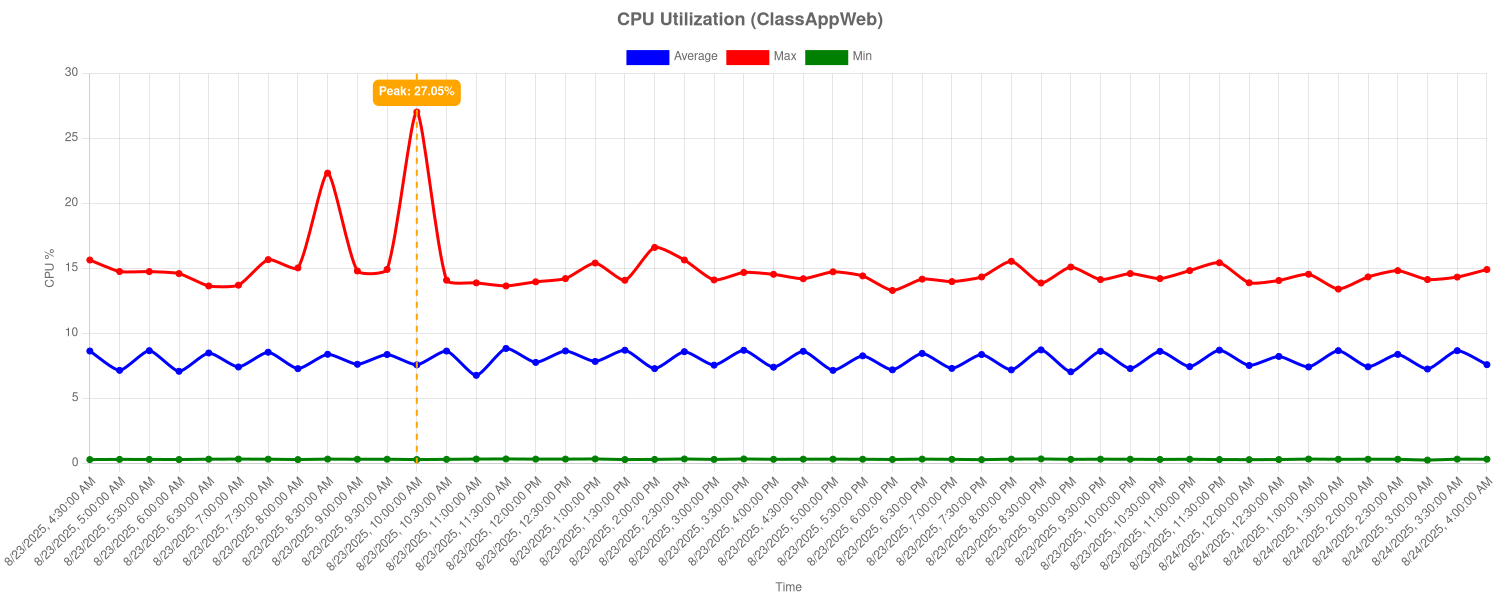 CPU Utilization (ClassAppWeb)
Average Max Min
Peak: 27.05%
30
25
20
15
10
5
0
CPU %
8/23/2025, 4:30:00 AM
8/23/2025, 5:00:00 AM
8/23/2025, 5:30:00 AM
8/23/2025, 6:00:00 AM
8/23/2025, 6:30:00 AM
8/23/2025, 7:00:00 AM
8/23/2025, 7:30:00 AM
8/23/2025, 8:00:00 AM
8/23/2025, 8:30:00 AM
8/23/2025, 9:00:00 AM
8/23/2025, 9:30:00 AM
8/23/2025, 10:00:00 AM
8/23/2025, 10:30:00 AM
8/23/2025, 11:00:00 AM
8/23/2025, 11:30:00 AM
8/23/2025, 12:00:00 PM
8/23/2025, 12:30:00 PM
8/23/2025, 1:00:00 PM
8/23/2025, 1:30:00 PM
8/23/2025, 2:00:00 PM
8/23/2025, 2:30:00 PM
8/23/2025, 3:00:00 PM
8/23/2025, 3:30:00 PM
8/23/2025, 4:00:00 PM
8/23/2025, 4:30:00 PM
8/23/2025, 5:00:00 PM
8/23/2025, 5:30:00 PM
8/23/2025, 6:00:00 PM
8/23/2025, 6:30:00 PM
8/23/2025, 7:00:00 PM
8/23/2025, 7:30:00 PM
8/23/2025, 8:00:00 PM
8/23/2025, 8:30:00 PM
8/23/2025, 9:00:00 PM
8/23/2025, 9:30:00 PM
8/23/2025, 10:00:00 PM
8/23/2025, 10:30:00 PM
8/23/2025, 11:00:00 PM
8/23/2025, 11:30:00 PM
8/24/2025, 12:00:00 AM
8/24/2025, 12:30:00 AM
8/24/2025, 1:00:00 AM
8/24/2025, 1:30:00 AM
8/24/2025, 2:00:00 AM
8/24/2025, 2:30:00 AM
8/24/2025, 3:00:00 AM
8/24/2025, 3:30:00 AM
8/24/2025, 4:00:00 AM
Time